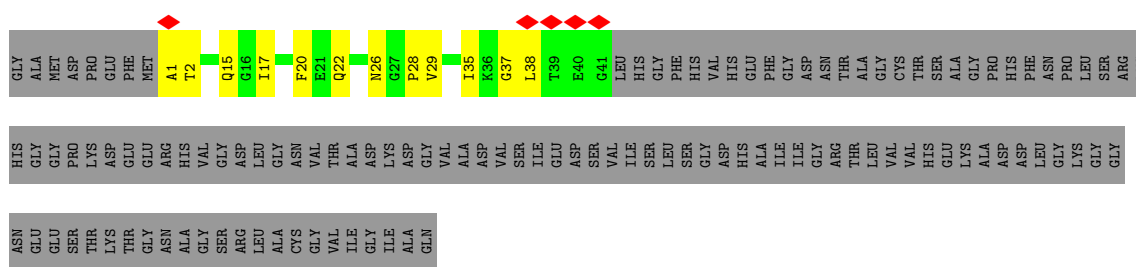 GLY ALA MET ASP PRO GLU PHE MET A1 T2 Q15 G16 I17 F20 E21 Q22 N26 G27 P28 V29 I35 K36 G37 L38 T39 E40 G41 LEU HIS GLY PHE HIS VAL HIS GLU PHE GLY ASP ASN THR ALA GLY CYS THR SER ALA GLY PRO HIS PHE ASN PRO LEU SER ARG
HIS GLY GLY PRO LYS ASP GLU GLU ARG HIS VAL GLY ASP LEU GLY ASN VAL THR ALA ASP LYS ASP GLY VAL ALA ASP VAL SER ILE GLU ASP SER VAL ILE SER LEU SER GLY ASP HIS ALA ILE ILE GLY ARG THR LEU VAL VAL HIS GLU LYS ALA ASP ASP LEU GLY LYS GLY GLY
ASN GLU GLU SER THR LYS THR GLY ASN ALA GLY SER ARG LEU ALA CYS GLY VAL ILE GLY ILE ALA GLN